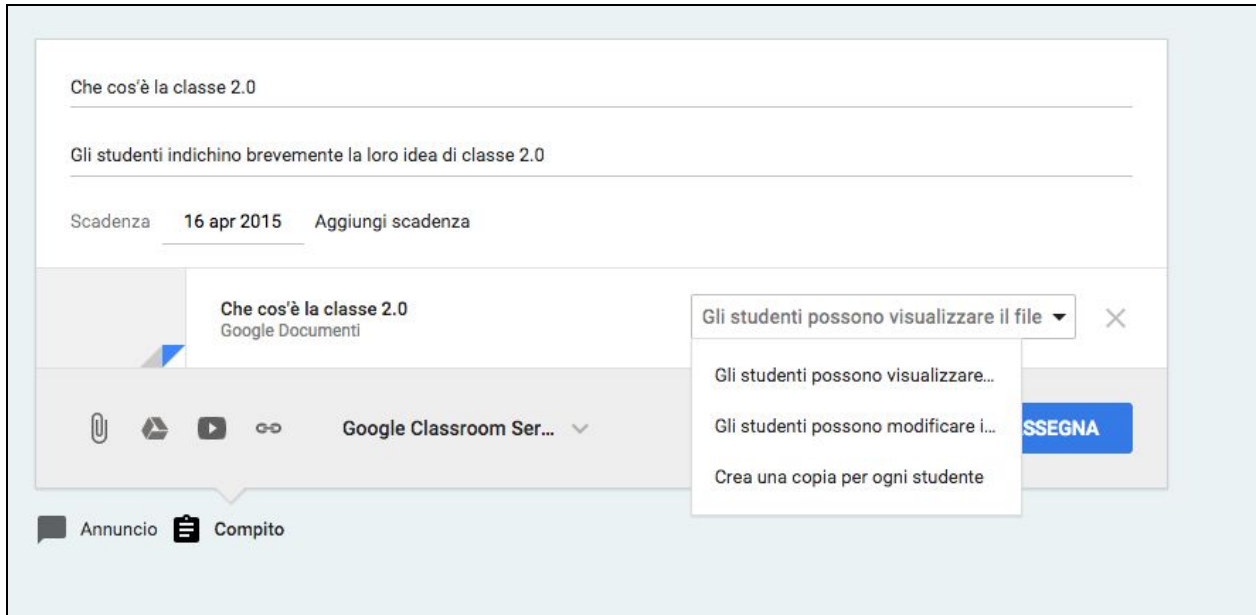 Che cos'è la classe 2.0
Gli studenti indichino brevemente la loro idea di classe 2.0
Scadenza 16 apr 2015 Aggiungi scadenza
Che cos'è la classe 2.0
Google Documenti
Gli studenti possono visualizzare il file
Gli studenti possono visualizzare...
Gli studenti possono modificare i...
Crea una copia per ogni studente
Google Classroom Ser...
SSEGNA
Annuncio Compito